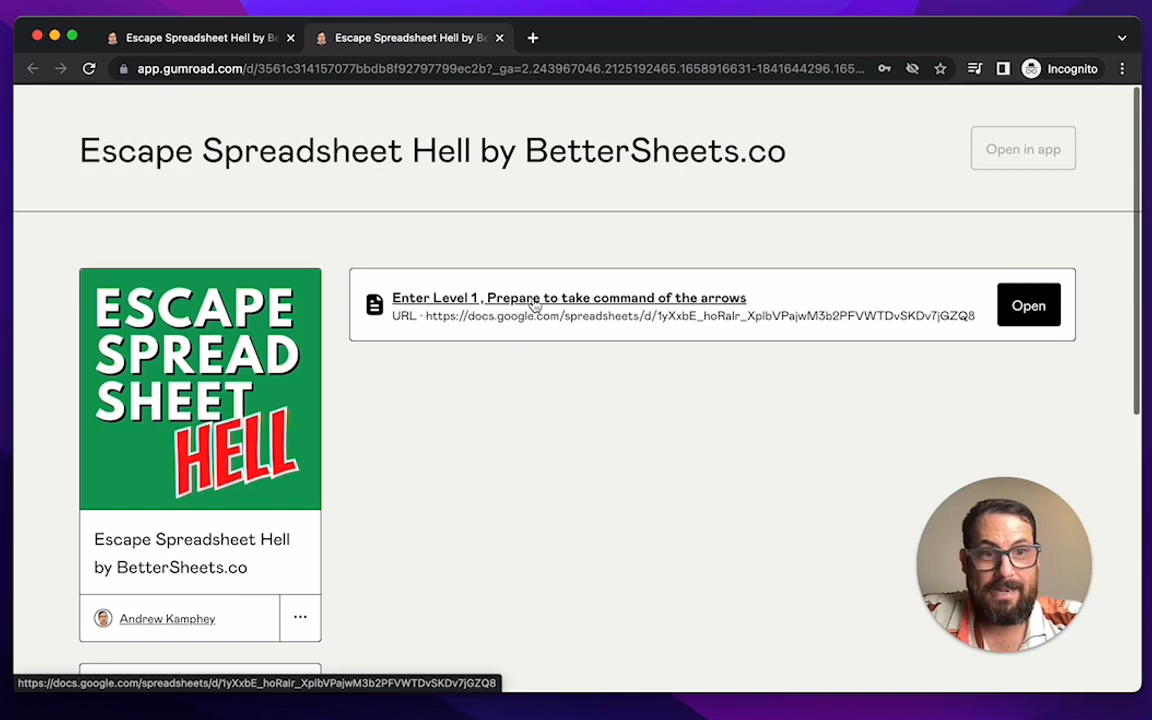 Escape Spreadsheet Hell by B
Escape Spreadsheet Hell by Be
app.gumroad.com/d/3561c314157077bbdb8f92797799ec2b?_ga=2.243967046.2125192465.1658916631-1841644296.165...
Incognito
Escape Spreadsheet Hell by BetterSheets.co
Open in app
ESCAPE
SPREAD
SHEET
HELL
Enter Level 1, Prepare to take command of the arrows
URL · https://docs.google.com/spreadsheets/d/1yXxbE_hoRaIr_XpIbVPajwM3b2PFVWTDvSKDv7jGZQ8
Open
Escape Spreadsheet Hell
by BetterSheets.co
Andrew Kamphey
https://docs.google.com/spreadsheets/d/1yXxbE_hoRaIr_XpIbVPajwM3b2PFVWTDvSKDv7jGZQ8